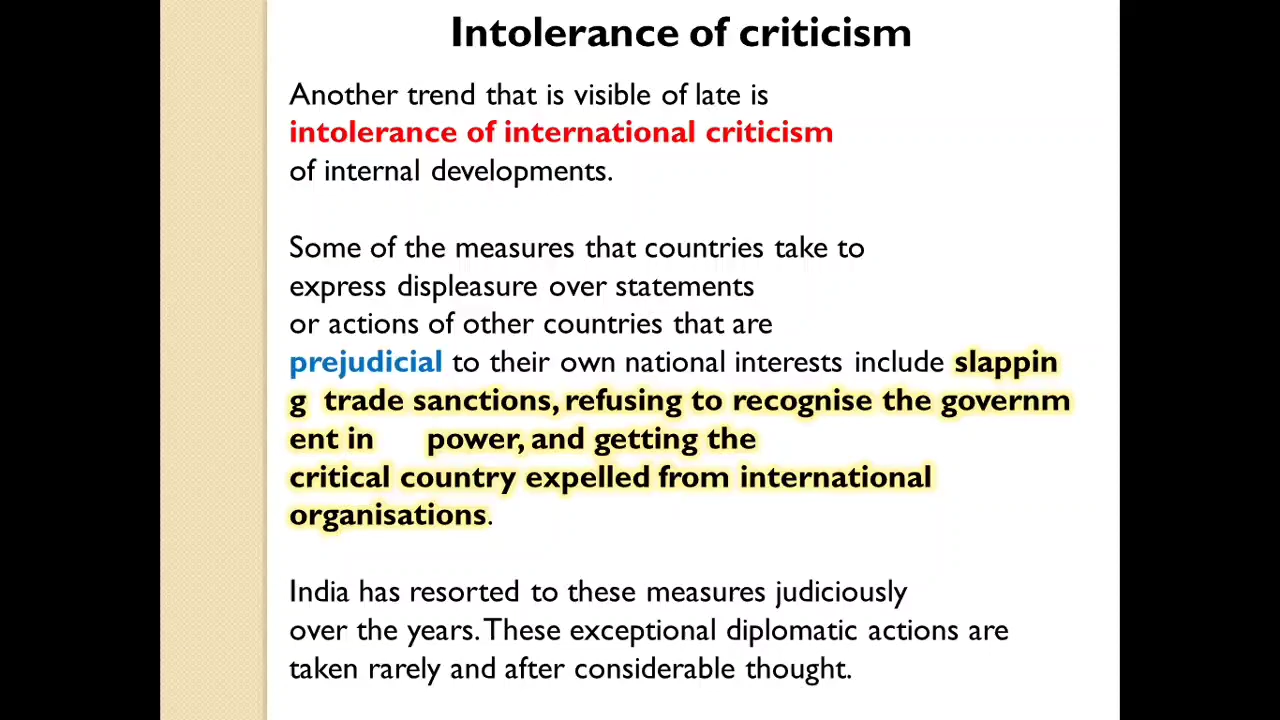 Intolerance of criticism
Another trend that is visible of late is
intolerance of international criticism
of internal developments.
Some of the measures that countries take to
express displeasure over statements
or actions of other countries that are
prejudicial to their own national interests include slappin
g trade sanctions, refusing to recognise the governm
ent in power, and getting the
critical country expelled from international
organisations.
India has resorted to these measures judiciously
over the years. These exceptional diplomatic actions are
taken rarely and after considerable thought.